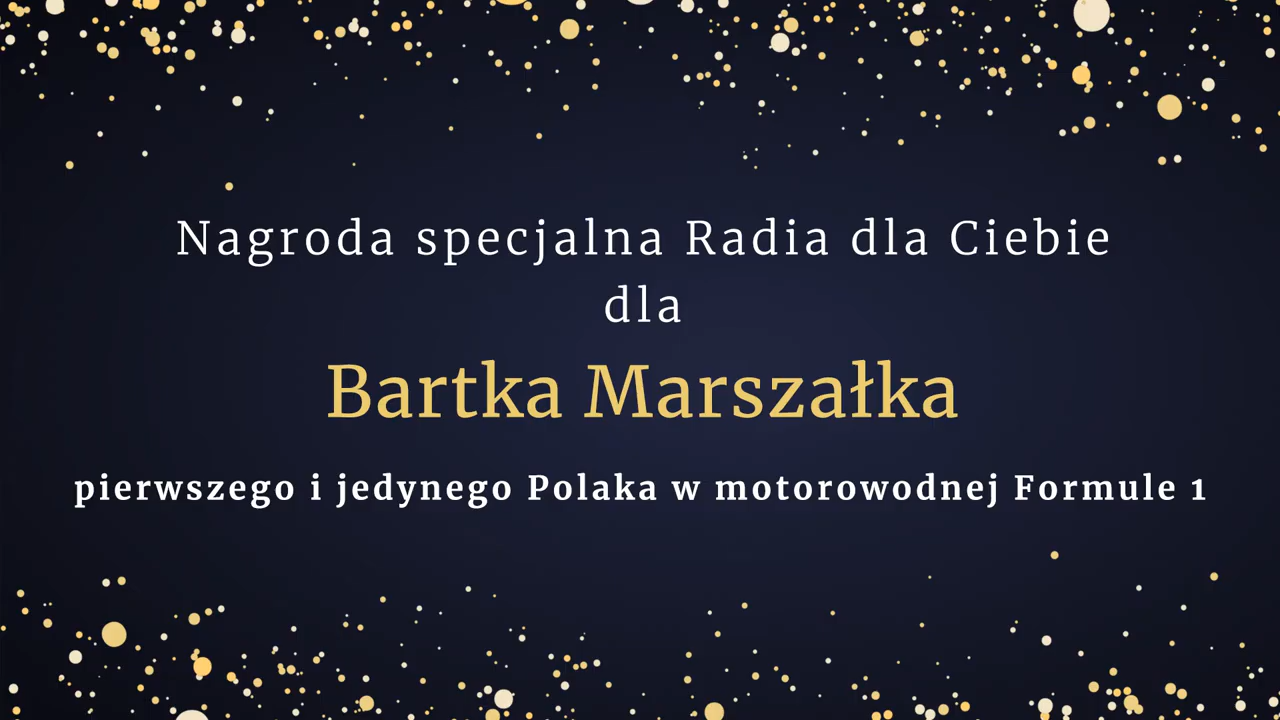 Nagroda specjalna Radia dla Ciebie
dla
Bartka Marszałka
pierwszego i jedynego Polaka w motorowodnej Formule 1